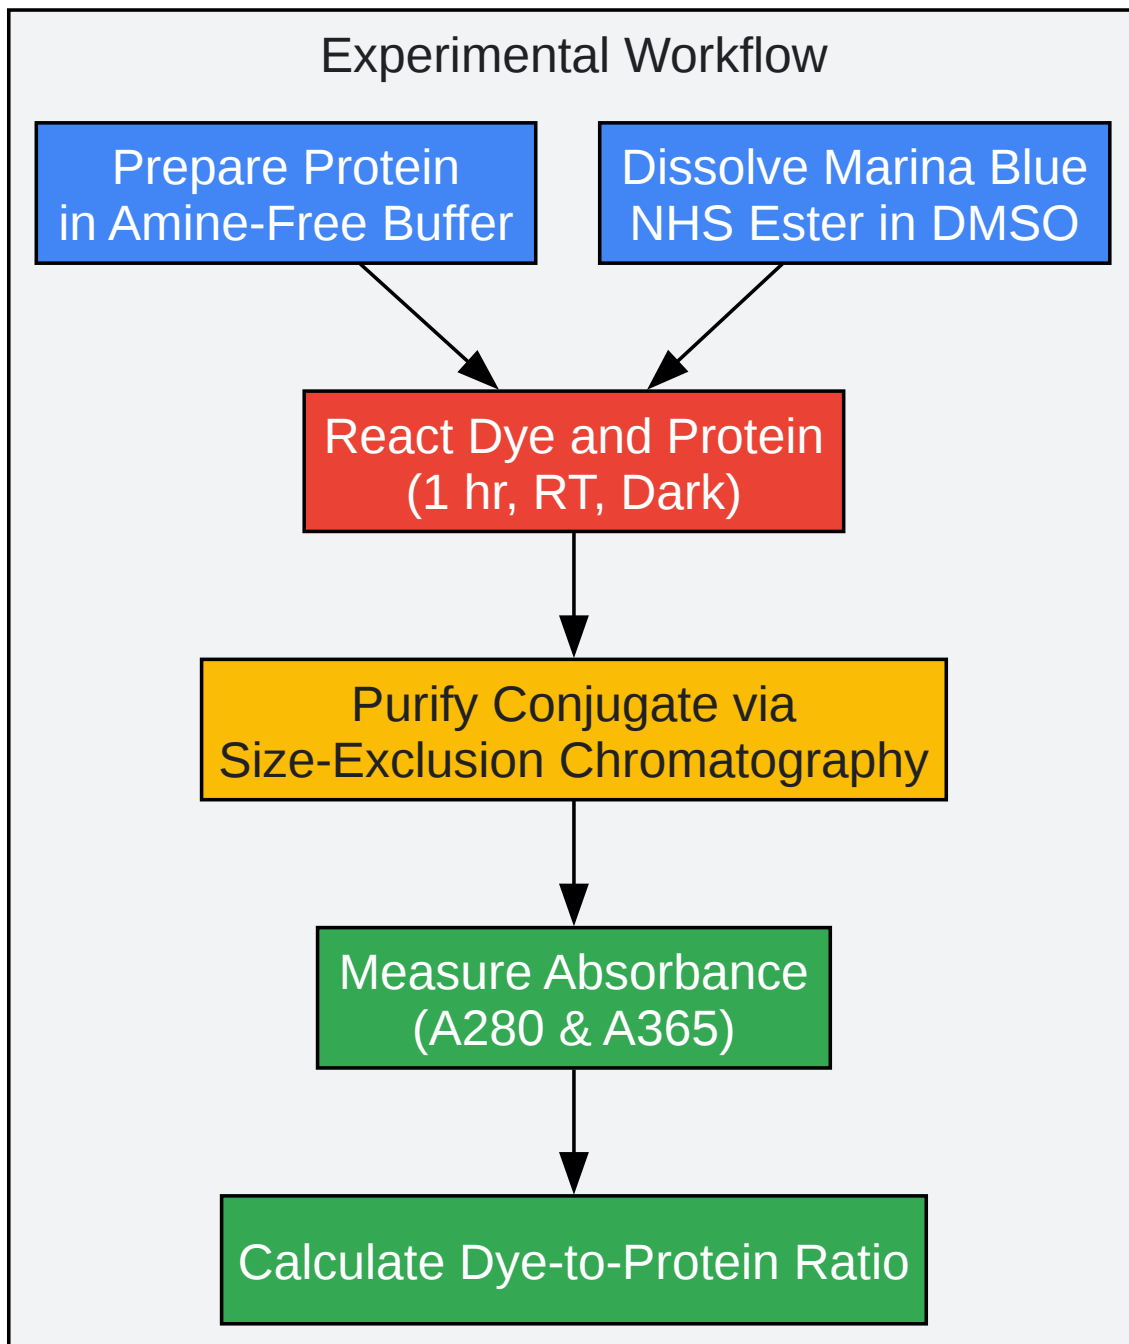 Experimental Workflow
Prepare Protein
in Amine-Free Buffer
Dissolve Marina Blue
NHS Ester in DMSO
React Dye and Protein
(1 hr, RT, Dark)
Purify Conjugate via
Size-Exclusion Chromatography
Measure Absorbance
(A280 & A365)
Calculate Dye-to-Protein Ratio